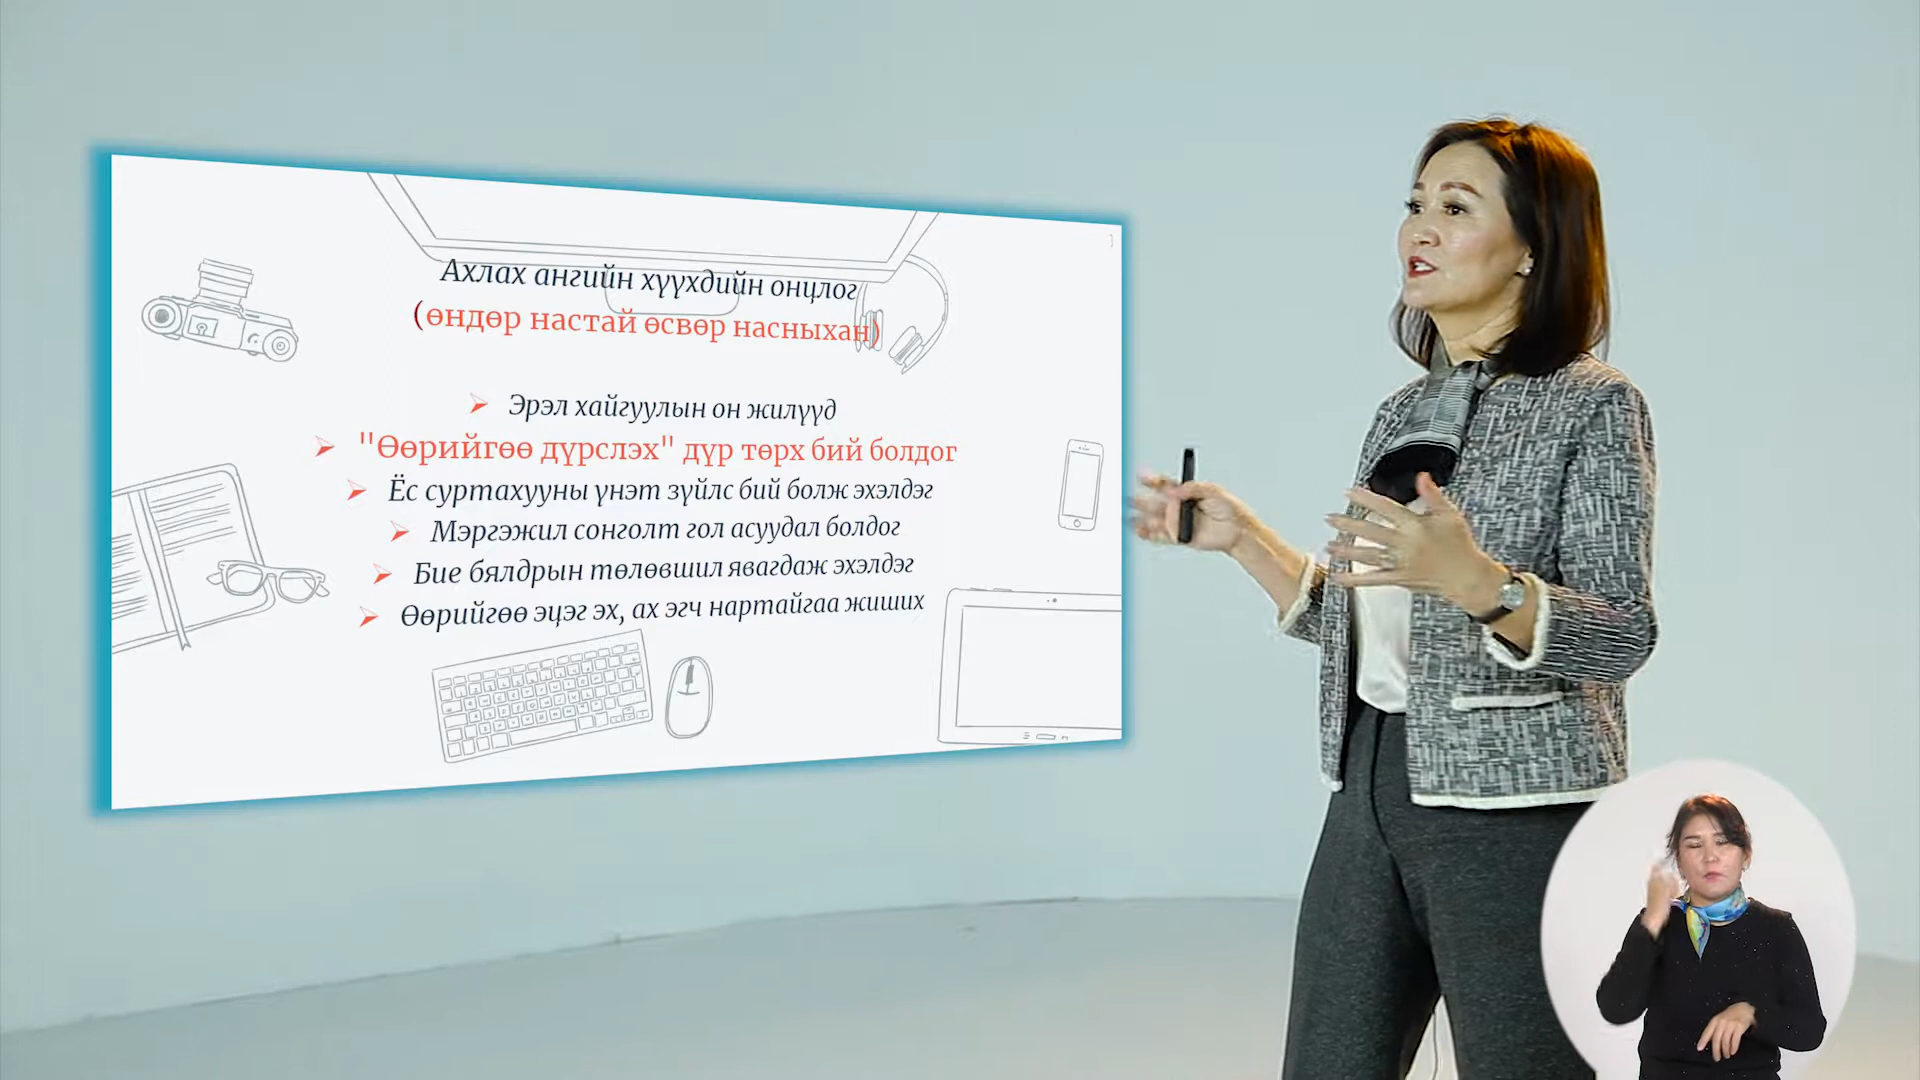 Ахлах ангийн хүүхдийн онцлог
(өндөр настай өсвөр насныхан)
Эрэл хайгуулын он жилүүд
"Өөрийгөө дүрслэх" дүр төрх бий болдог
Ёс суртахууны үнэт зүйлс бий болж эхэлдэг
Мэргэжил сонголт гол асуудал болдог
Бие бялдрын төлөвшил явагдаж эхэлдэг
Өөрийгөө эцэг эх, ах эгч нартайгаа жиших